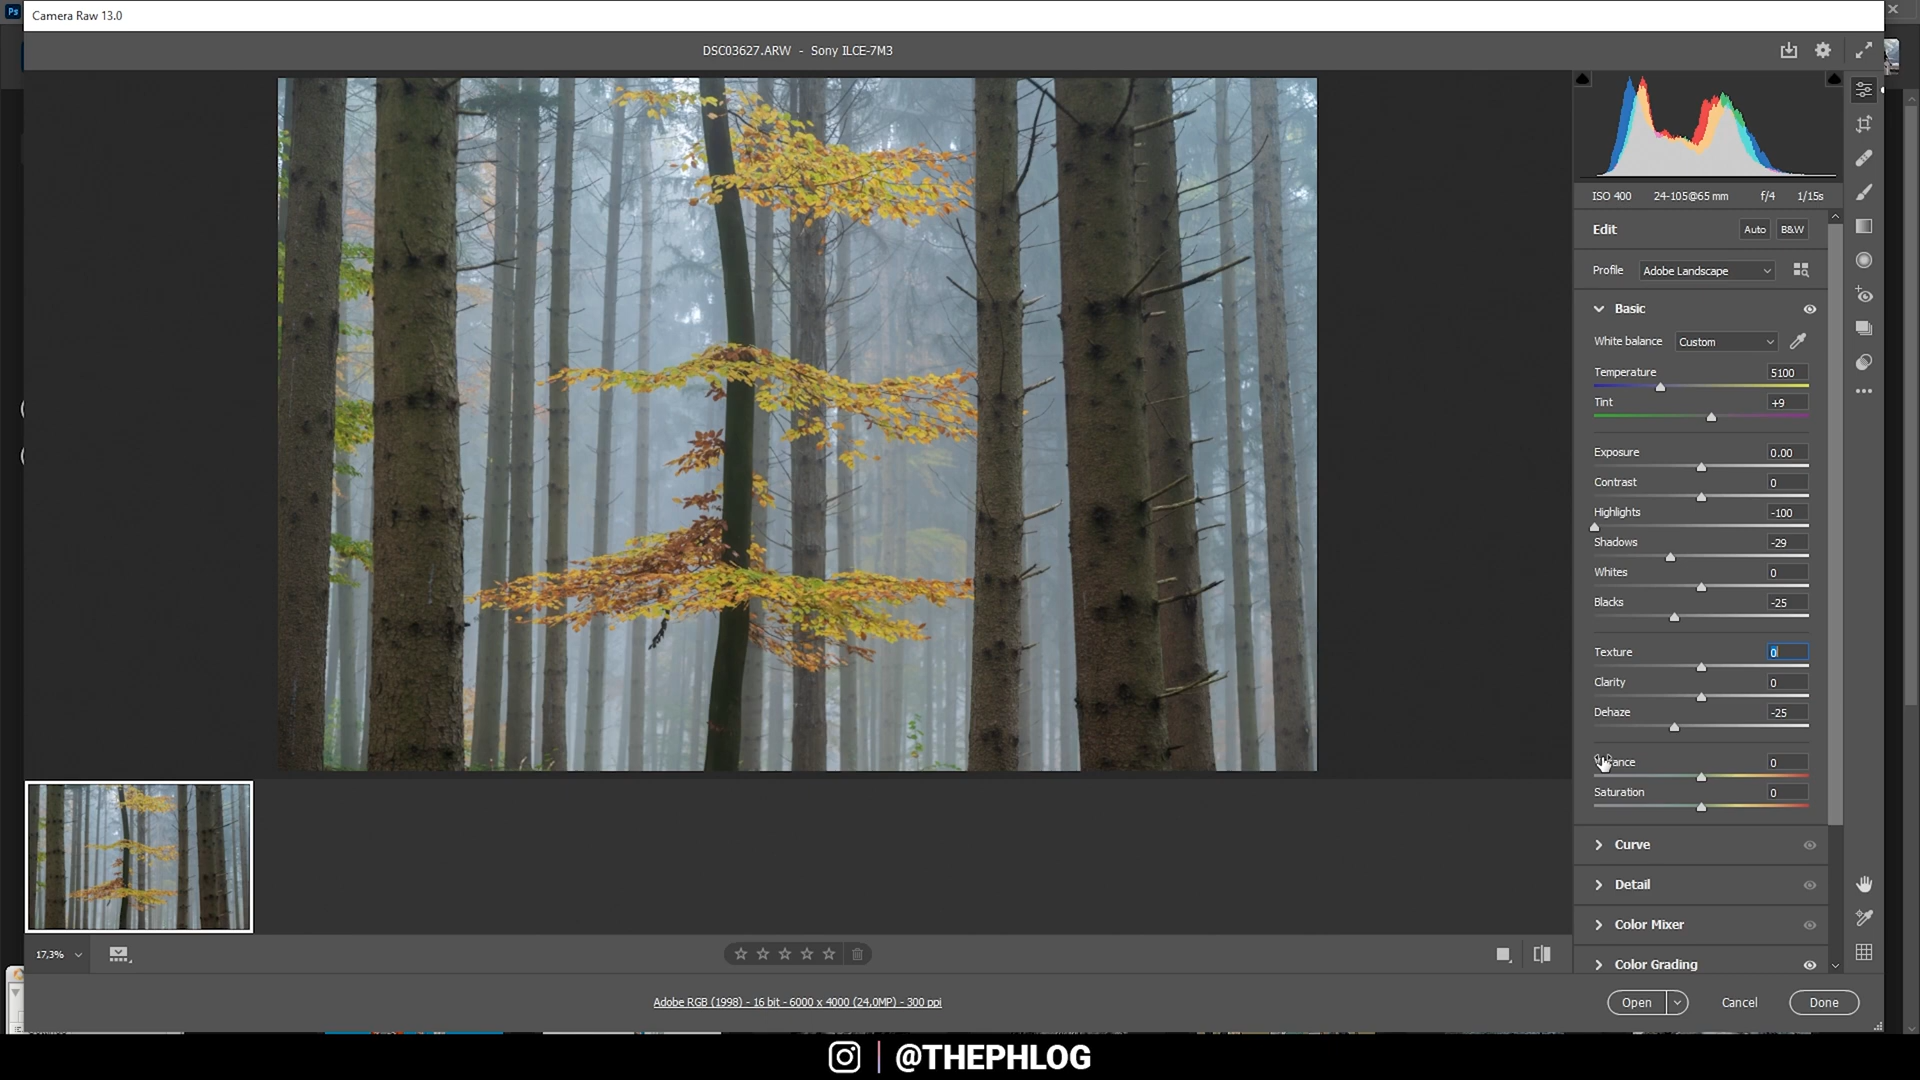 Ps
Camera Raw 13.0
DSC03627.ARW - Sony ILCE-7M3
ISO 400 24-105@65 mm f/4 1/15s
Edit Auto B&W
Profile Adobe Landscape
Basic
White balance Custom
Temperature 5100
Tint +9
Exposure 0.00
Contrast 0
Highlights -100
Shadows -29
Whites 0
Blacks -25
Texture 0
Clarity 0
Dehaze -25
0
Saturation 0
Curve
Detail
Color Mixer
Color Grading
17,3%
Adobe RGB (1998) - 16 bit - 6000 x 4000 (24,0MP) - 300 ppi
Open Cancel Done
@THEPHLOG